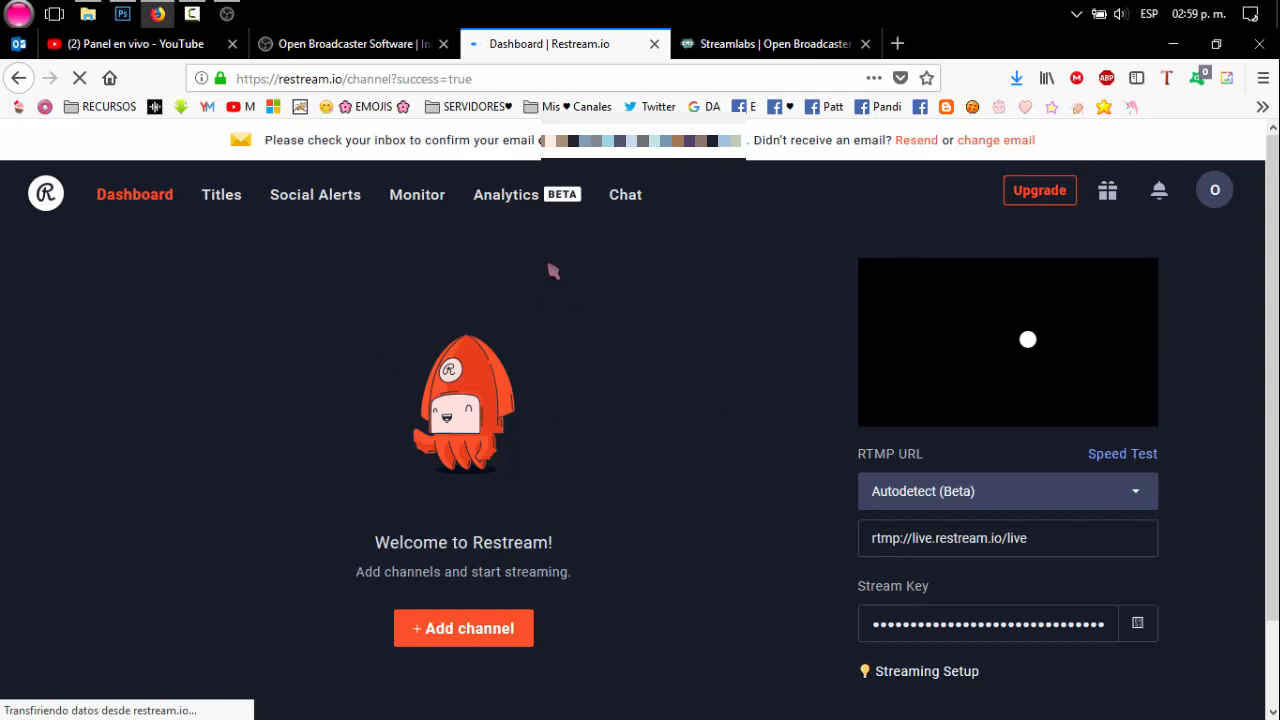 ESP 02:59 p. m.
(2) Panel en vivo - YouTube
Open Broadcaster Software | In
Dashboard | Restream.io
Streamlabs | Open Broadcaster
https://restream.io/channel?success=true
ABP
T
0
RECURSOS
M
EMOJIS
SERVIDORES♥
Mis ♥ Canales
Twitter
DA
E
♥
Patt
Pandi
Please check your inbox to confirm your email
. Didn't receive an email? Resend or change email
R
Dashboard
Titles
Social Alerts
Monitor
Analytics BETA
Chat
Upgrade
O
R
Welcome to Restream!
Add channels and start streaming.
+ Add channel
RTMP URL
Speed Test
Autodetect (Beta)
rtmp://live.restream.io/live
Stream Key
••••••••••••••••••••••••••••••
Streaming Setup
Transfiriendo datos desde restream.io...